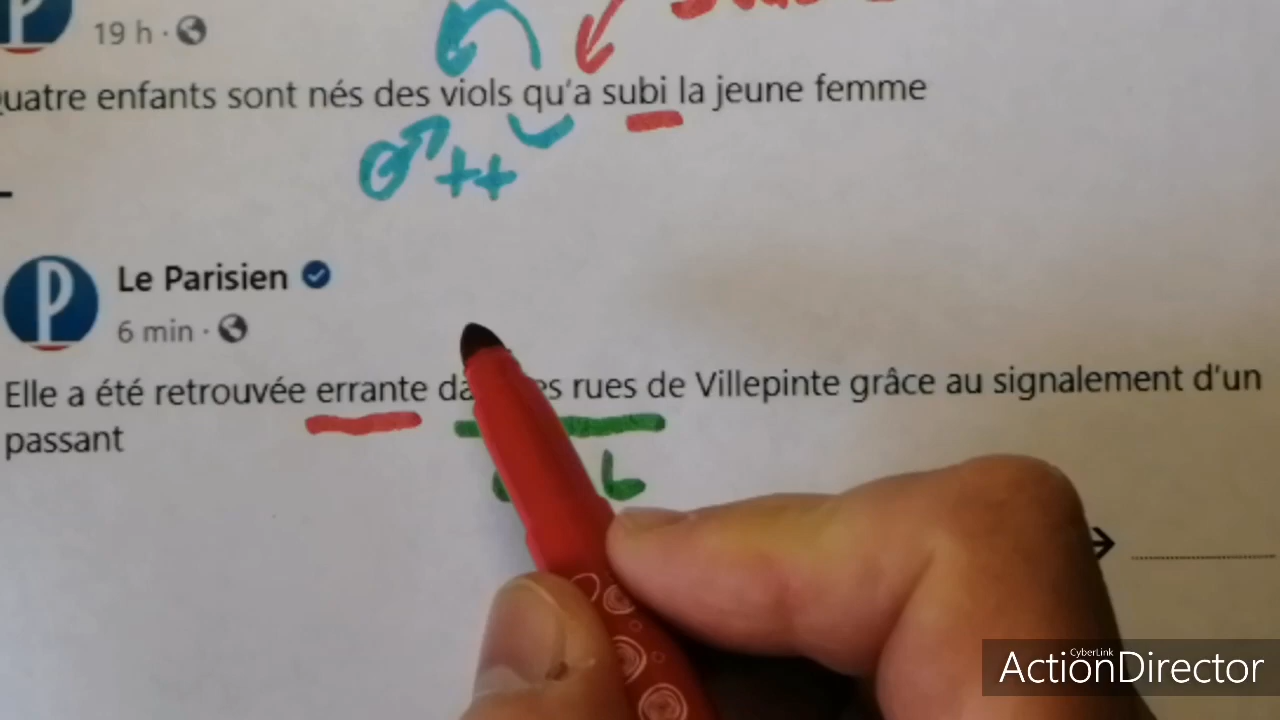 19 h
uatre enfants sont nés des viols qu'a subi la jeune femme
++
P
Le Parisien
6 min
Elle a été retrouvée errante da es rues de Villepinte grâce au signalement d'un
passant
CyberLink
ActionDirector